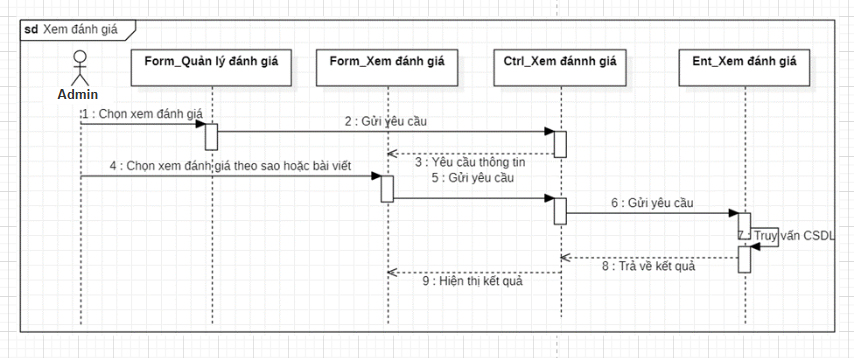 sd Xem đánh giá
Form_Quản lý đánh giá
Form_Xem đánh giá
Ctrl_Xem đánnh giá
Ent_Xem đánh giá
Admin
1 : Chọn xem đánh giá
2 : Gửi yêu cầu
3 : Yêu cầu thông tin
4 : Chọn xem đánh giá theo sao hoặc bài viết
5 : Gửi yêu cầu
6 : Gửi yêu cầu
7 : Truy vấn CSDL
8 : Trả về kết quả
9 : Hiện thị kết quả